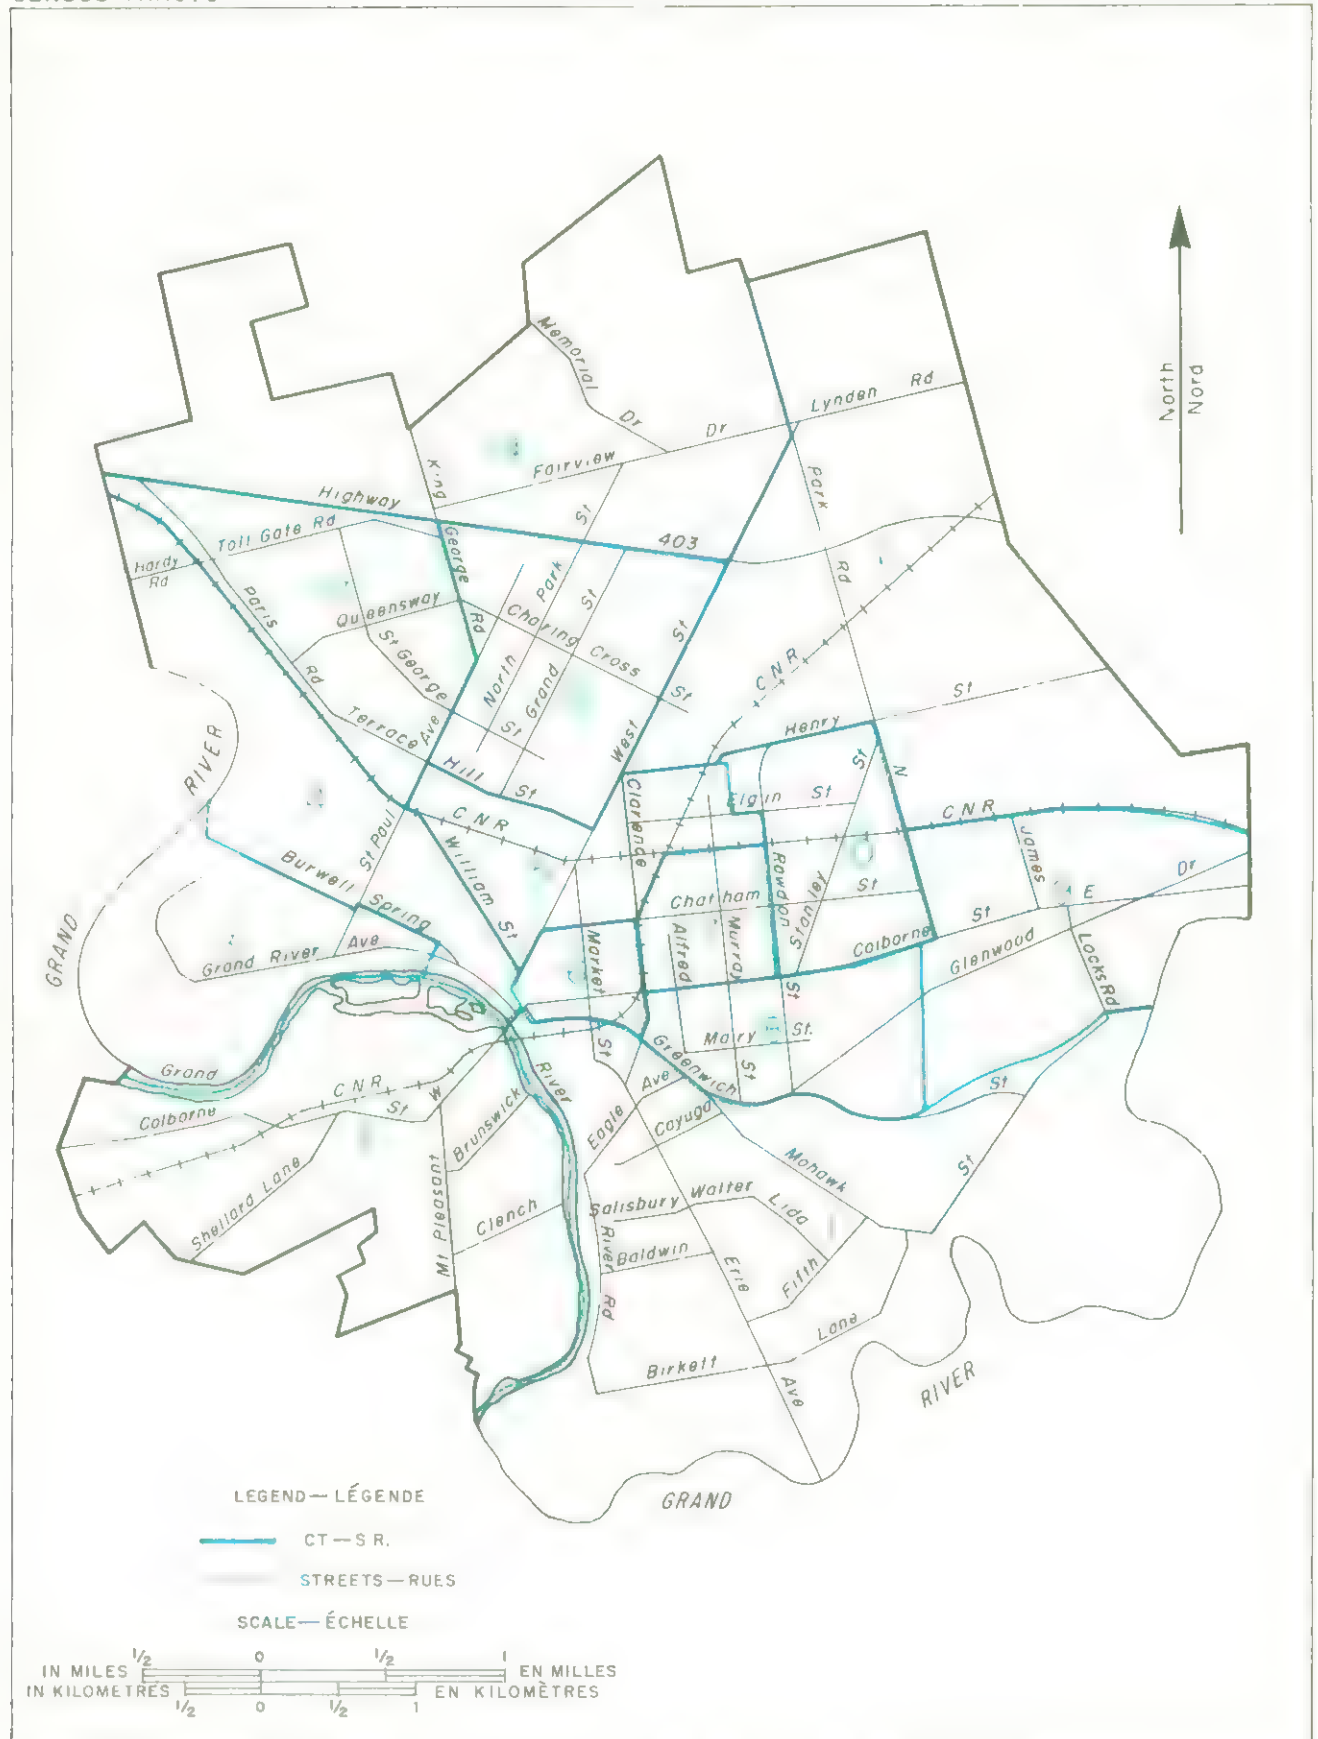 North
Nord
Memorial
Dr
Lynden Rd
Dr
Fairview
King
George
Rd
Highway
403
Park
Rd
N
Toll Gate Rd
Hardy
Rd
Paris
Rd
Queensway
St George
St
North
Park
St
Grand
St
Charing
Cross
St
West
St
CNR
Terrace
Ave
Hill
St
Henry
St
RIVER
GRAND
CNR
St Paul
William St
Burwell
Spring
Grand River Ave
Clarence
Elgin St
CNR
James
Rawdon
St
Stanley
St
Chatham St
Colborne
St
E
Dr
Glenwood
Locks Rd
Market
St
Alfred
Murray
St
Mary St.
Greenwich
St
Grand
River
CNR
Colborne
St
W
Brunswick
Mt Pleasant
Shellard Lane
Clench
Eagle
Ave
Cayuga
Mohawk
St
Salisbury
Walter
Lida
River
Rd
Baldwin
Erie
Ave
Fifth
Birkett
Lane
RIVER
GRAND
LEGEND — LÉGENDE
CT — S R.
STREETS — RUES
SCALE — ÉCHELLE
1/2 0 1/2 1
IN MILES EN MILLES
IN KILOMETRES EN KILOMÈTRES
1/2 0 1/2 1